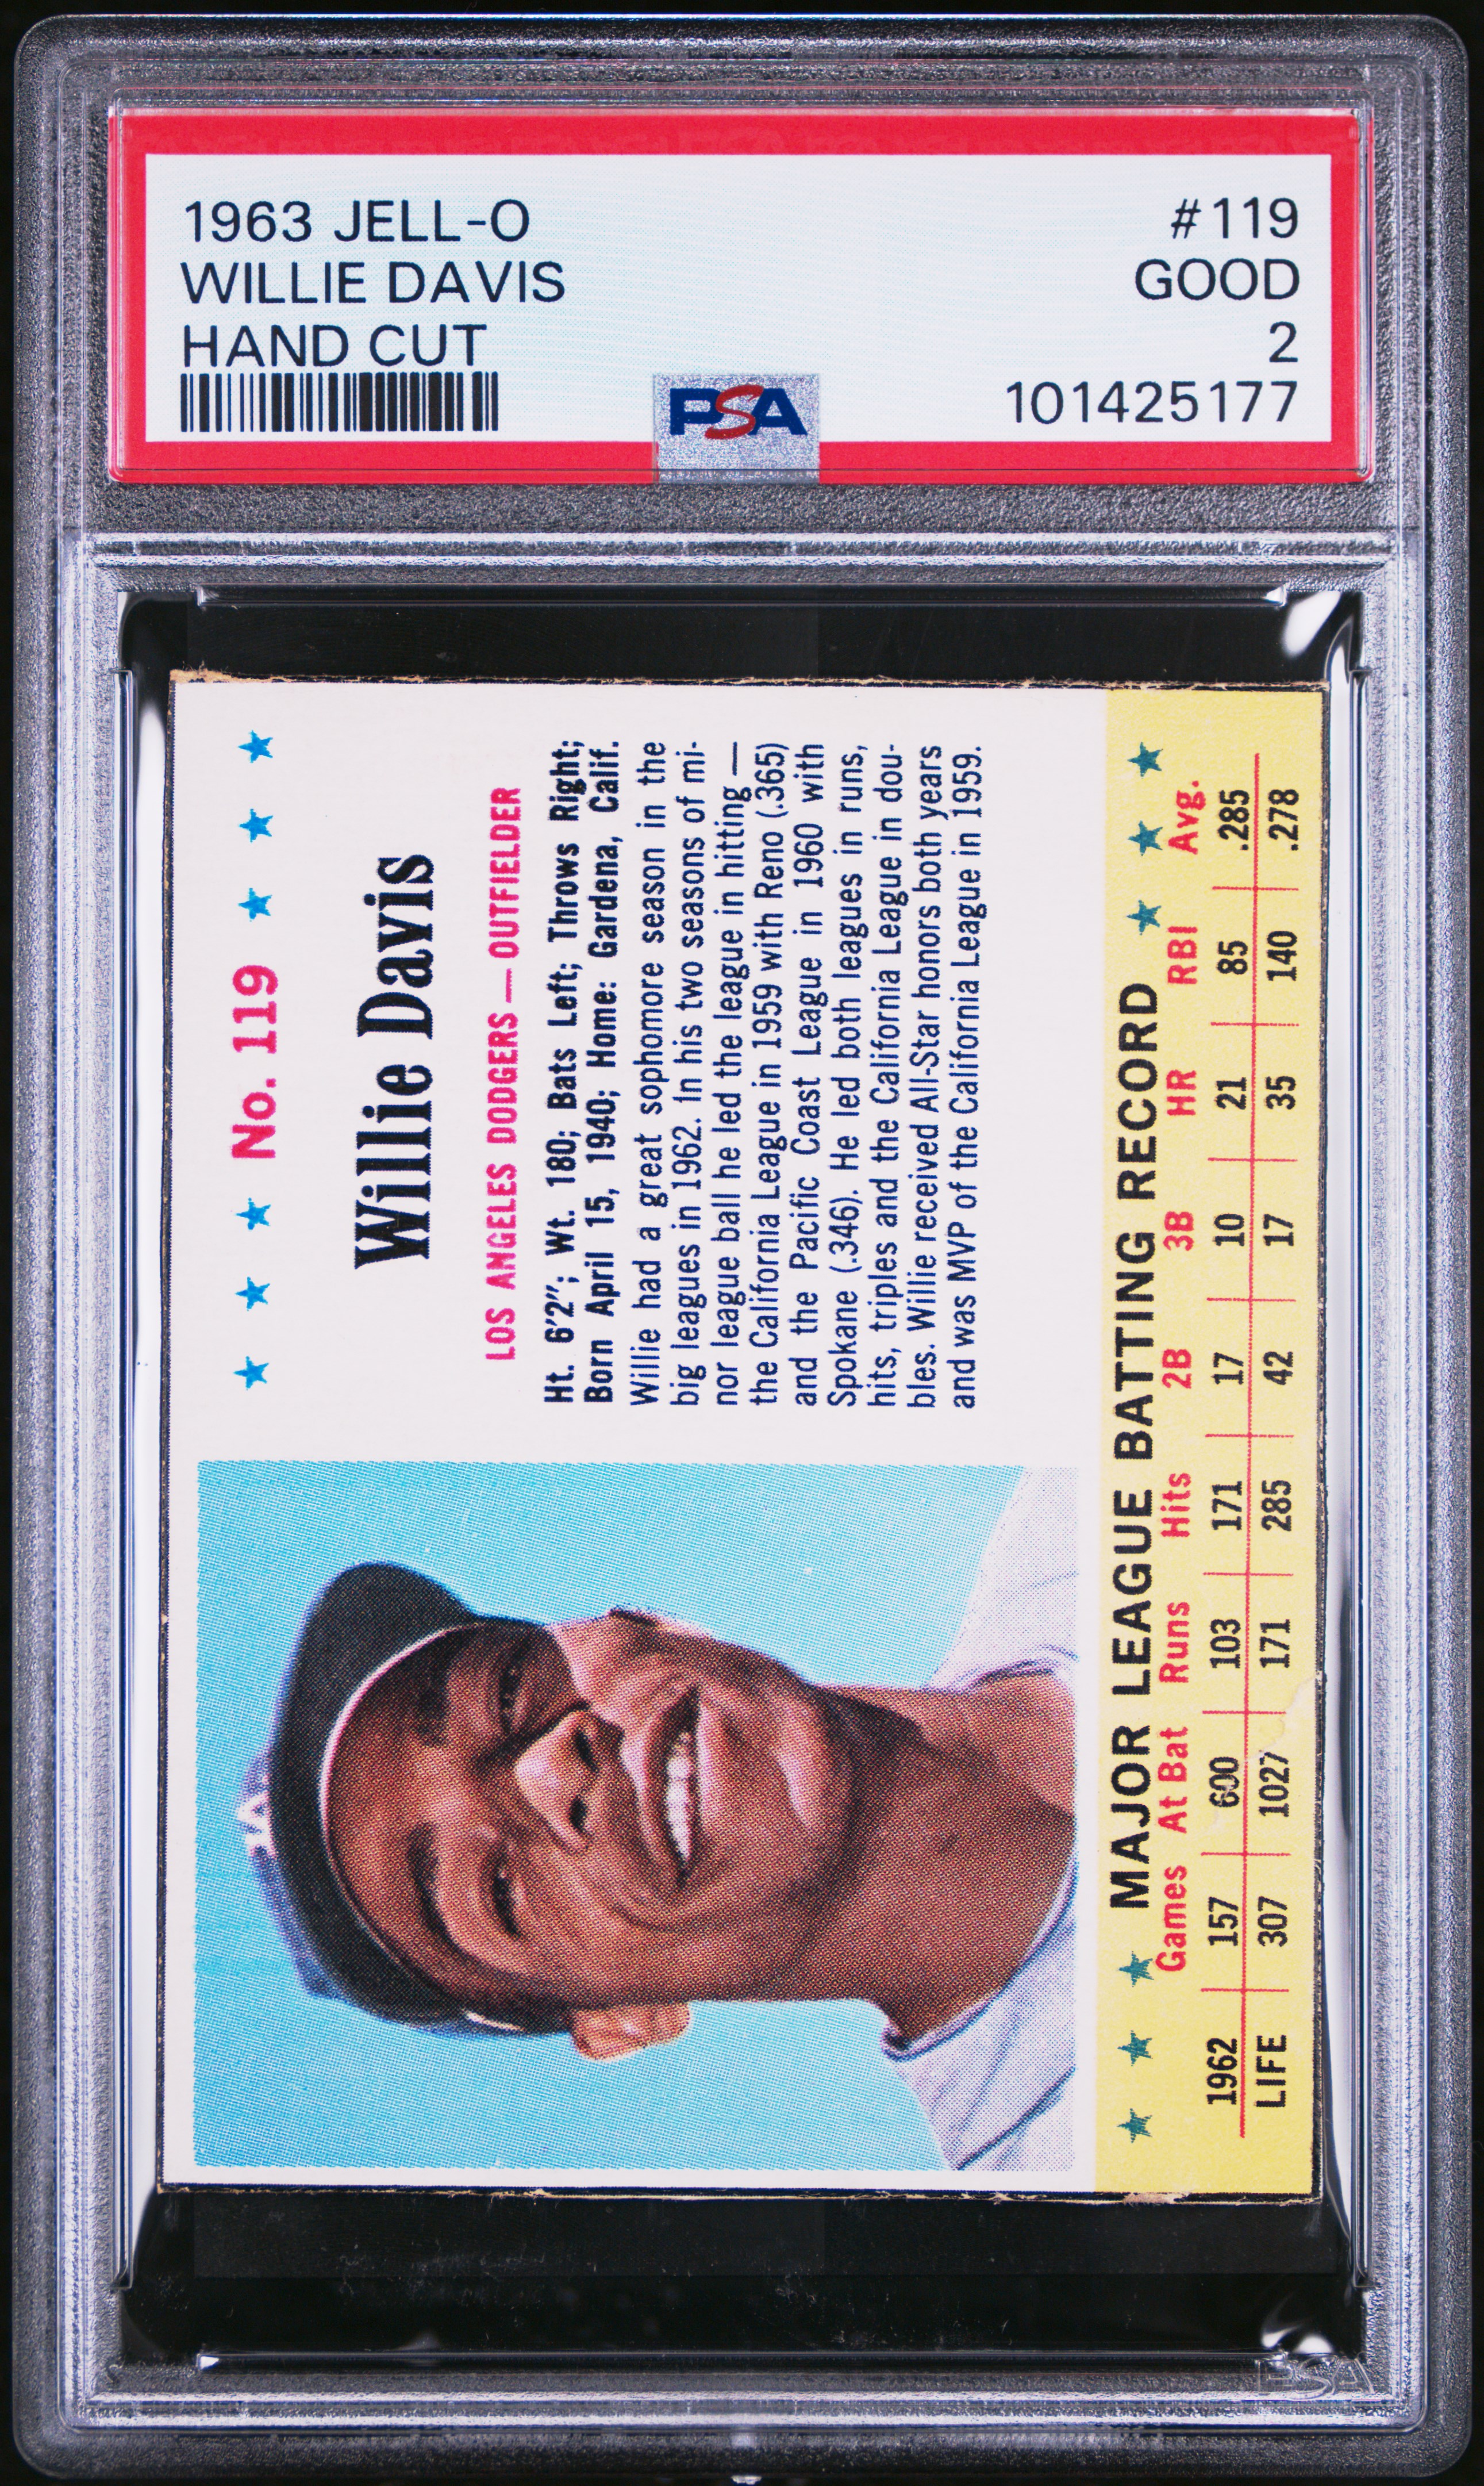 1963 JELL-O #119
WILLIE DAVIS GOOD
HAND CUT 2
PSA 101425177
No. 119
Willie Davis
LOS ANGELES DODGERS—OUTFIELDER
Ht. 6'2"; Wt. 180; Bats Left; Throws Right;
Born April 15, 1940; Home: Gardena, Calif.
Willie had a great sophomore season in the
big leagues in 1962. In his two seasons of mi-
nor league ball he led the league in hitting—
the California League in 1959 with Reno (.365)
and the Pacific Coast League in 1960 with
Spokane (.346). He led both leagues in runs,
hits, triples and the California League in dou-
bles. Willie received All-Star honors both years
and was MVP of the California League in 1959.
MAJOR LEAGUE BATTING RECORD
Games At Bat Runs Hits 2B 3B HR RBI Avg.
1962 157 600 103 171 17 10 21 85 .285
LIFE 307 1027 171 285 42 17 35 140 .278
PSA